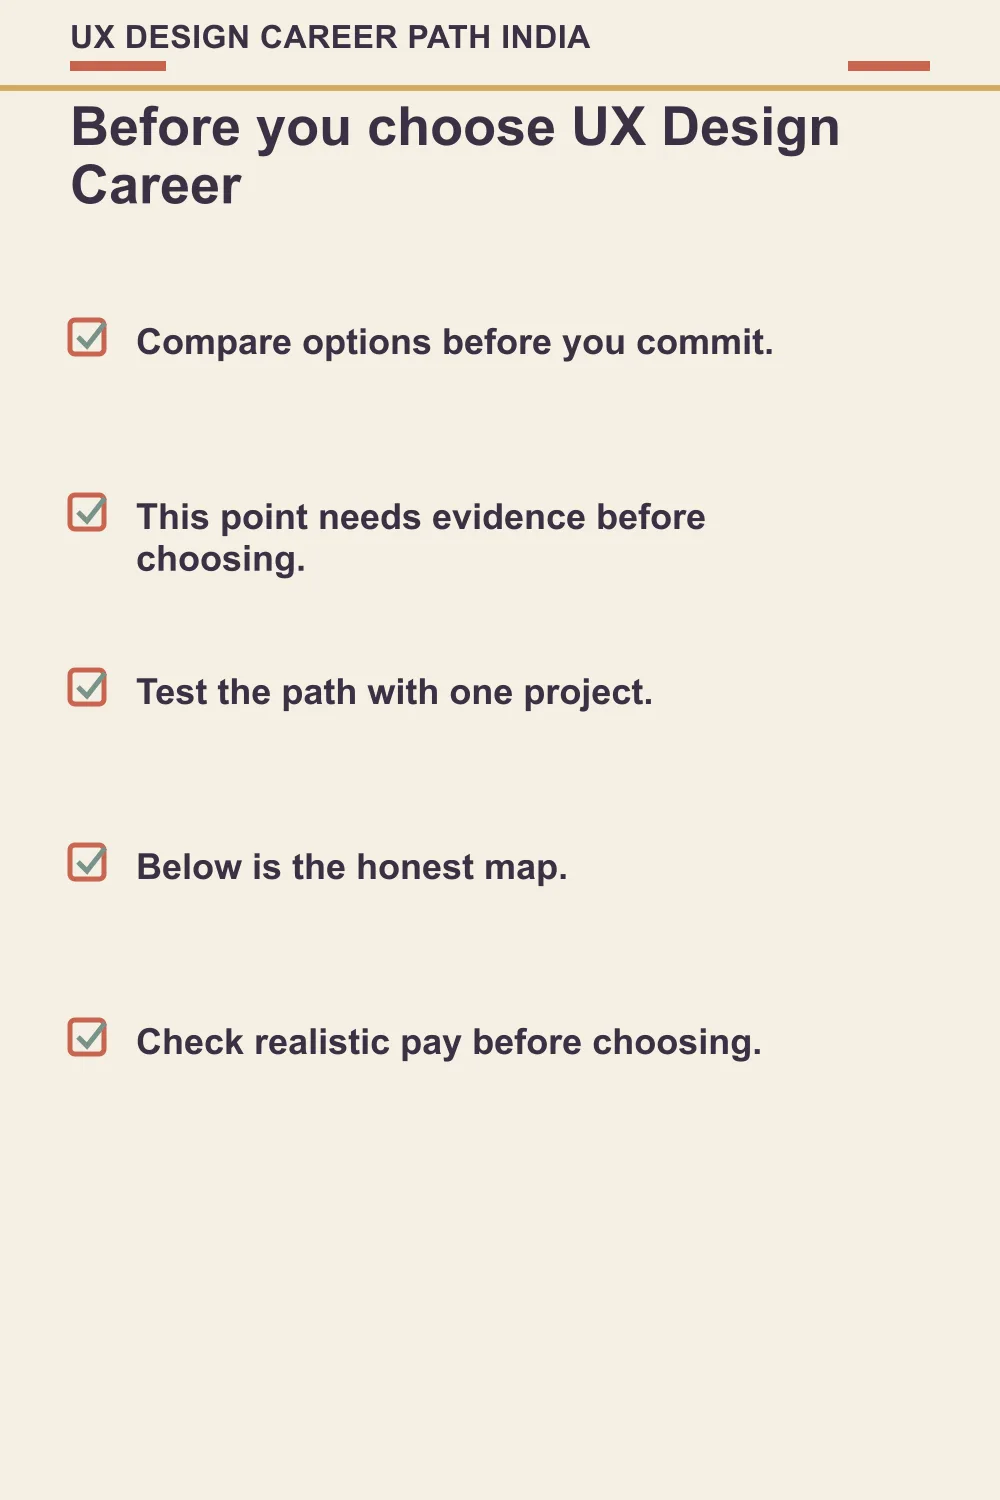 UX DESIGN CAREER PATH INDIA
Before you choose UX Design
Career
Compare options before you commit.
This point needs evidence before
choosing.
Test the path with one project.
Below is the honest map.
Check realistic pay before choosing.